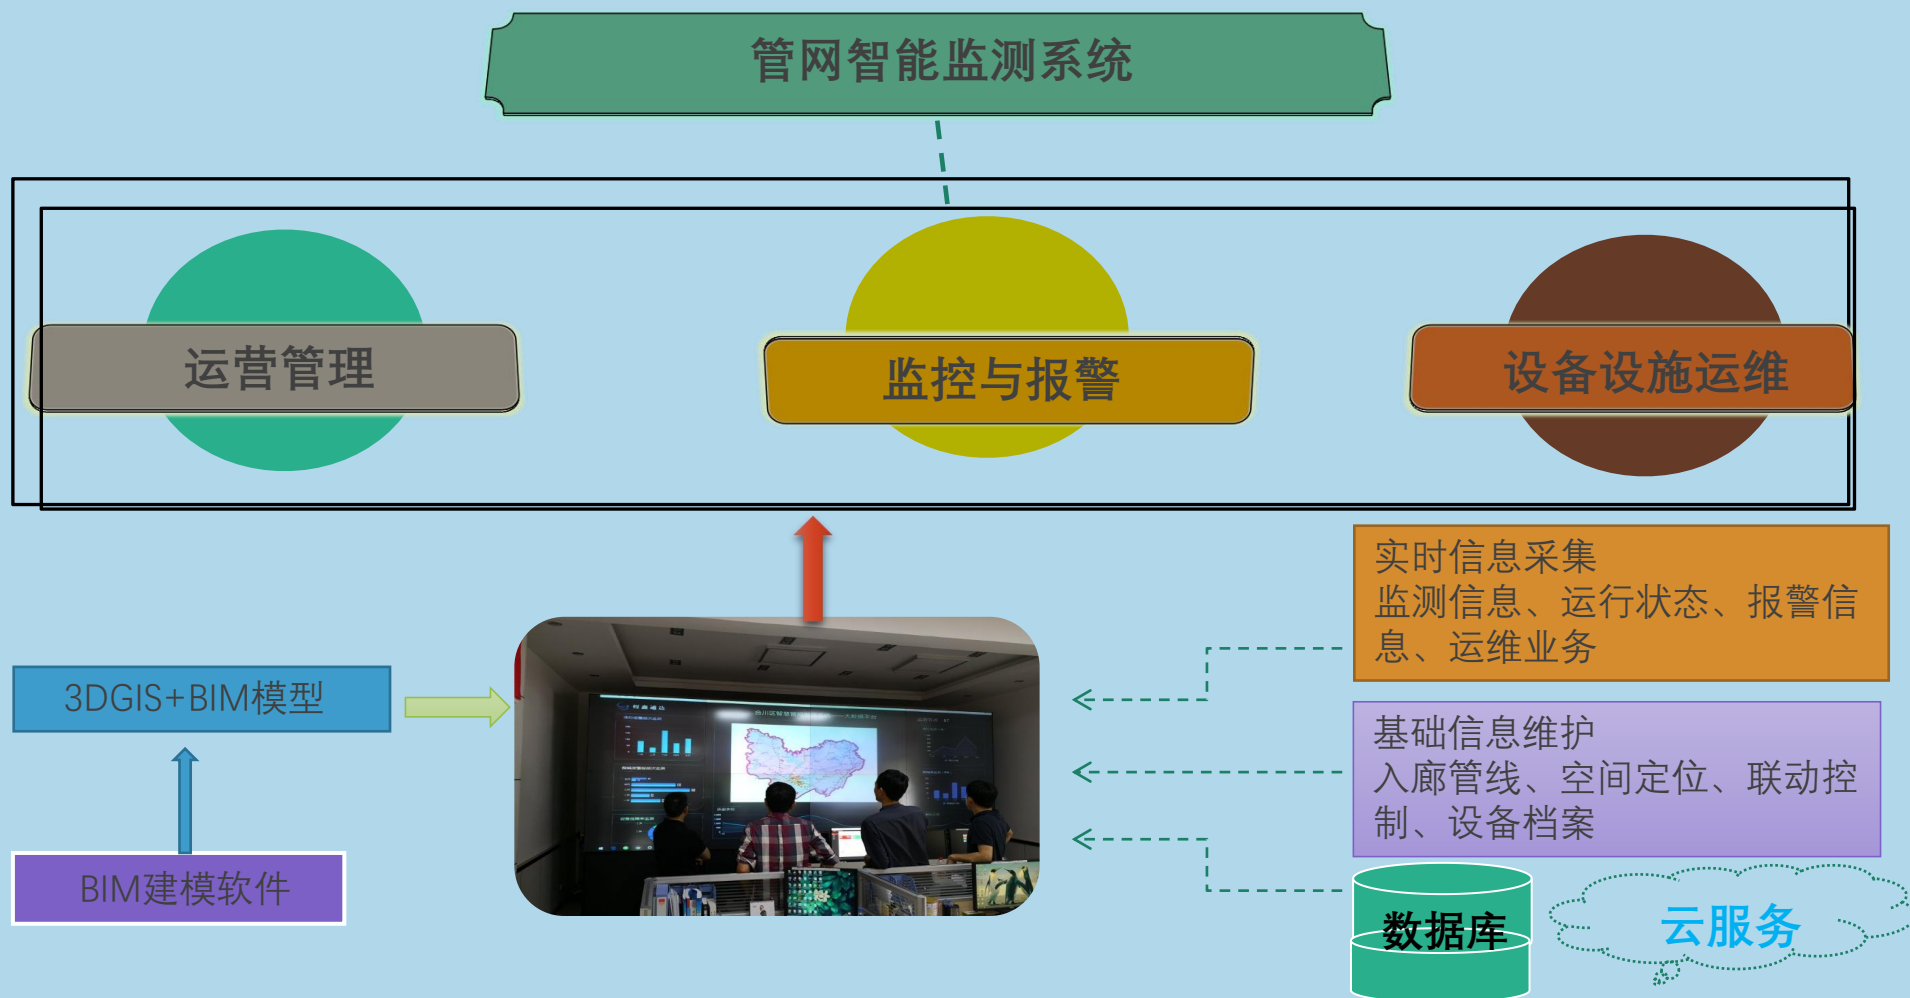 管网智能监测系统
运营管理
监控与报警
设备设施运维
实时信息采集
监测信息、运行状态、报警信
息、运维业务
3DGIS+BIM模型
基础信息维护
入廊管线、空间定位、联动控
制、设备档案
BIM建模软件
数据库
云服务